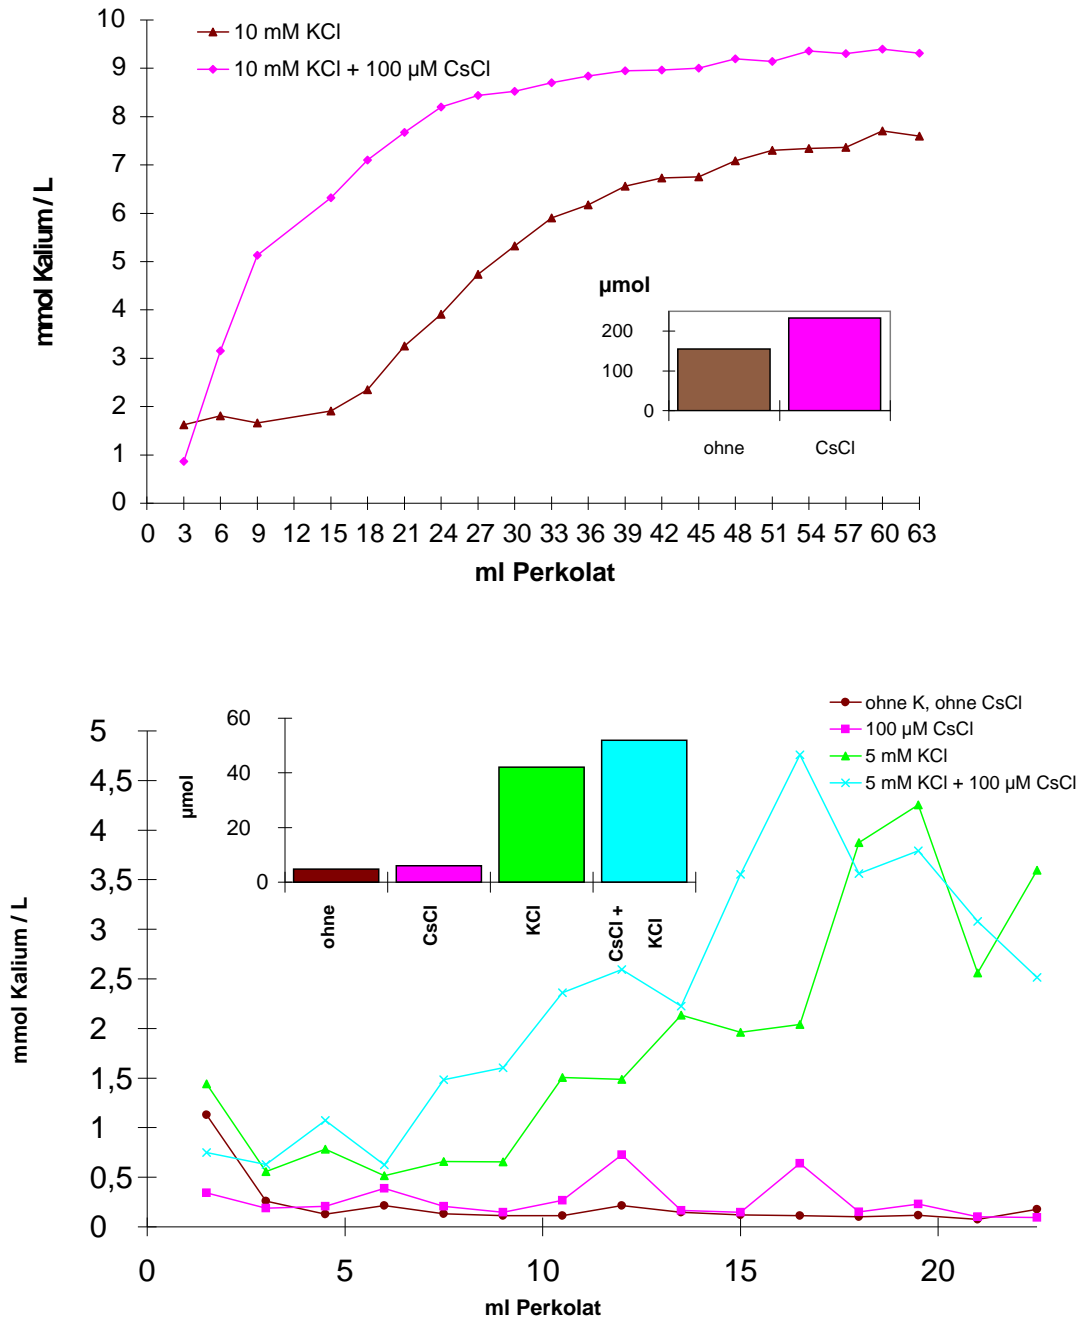 10 mM KCl
10 mM KCl + 100 µM CsCl
10
9
8
7
6
5
4
3
2
1
0
mmol Kalium / L
µmol
200
100
0
ohne CsCl
0 3 6 9 12 15 18 21 24 27 30 33 36 39 42 45 48 51 54 57 60 63
ml Perkolat
ohne K, ohne CsCl
100 µM CsCl
5 mM KCl
5 mM KCl + 100 µM CsCl
60
40
20
0
µmol
ohne
CsCl
KCl
CsCl +
KCl
5
4,5
4
3,5
3
2,5
2
1,5
1
0,5
0
mmol Kalium / L
0 5 10 15 20
ml Perkolat